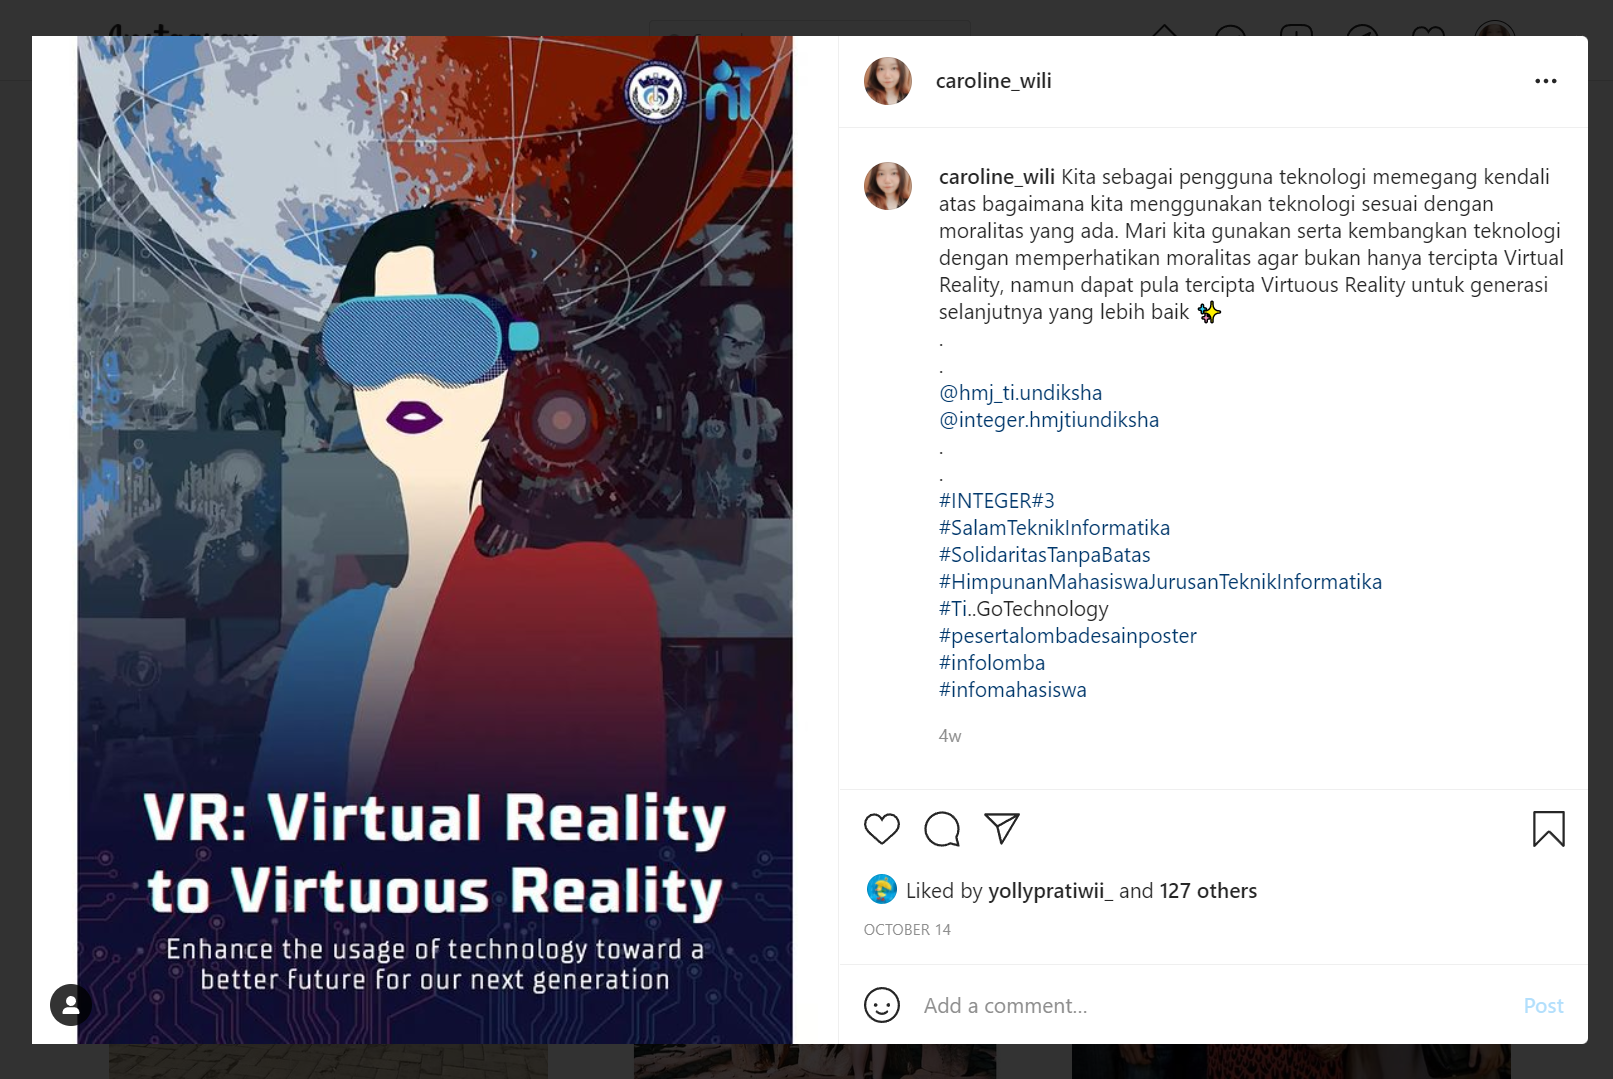 VR: Virtual Reality
to Virtuous Reality
Enhance the usage of technology toward a
better future for our next generation
caroline_wili
caroline_wili Kita sebagai pengguna teknologi memegang kendali
atas bagaimana kita menggunakan teknologi sesuai dengan
moralitas yang ada. Mari kita gunakan serta kembangkan teknologi
dengan memperhatikan moralitas agar bukan hanya tercipta Virtual
Reality, namun dapat pula tercipta Virtuous Reality untuk generasi
selanjutnya yang lebih baik ✨
.
.
@hmj_ti.undiksha
@integer.hmjtiundiksha
.
.
#INTEGER#3
#SalamTeknikInformatika
#SolidaritasTanpaBatas
#HimpunanMahasiswaJurusanTeknikInformatika
#Ti..GoTechnology
#pesertalombadesainposter
#infolomba
#infomahasiswa
4w
Liked by yollypratiwii_ and 127 others
OCTOBER 14
Add a comment...
Post